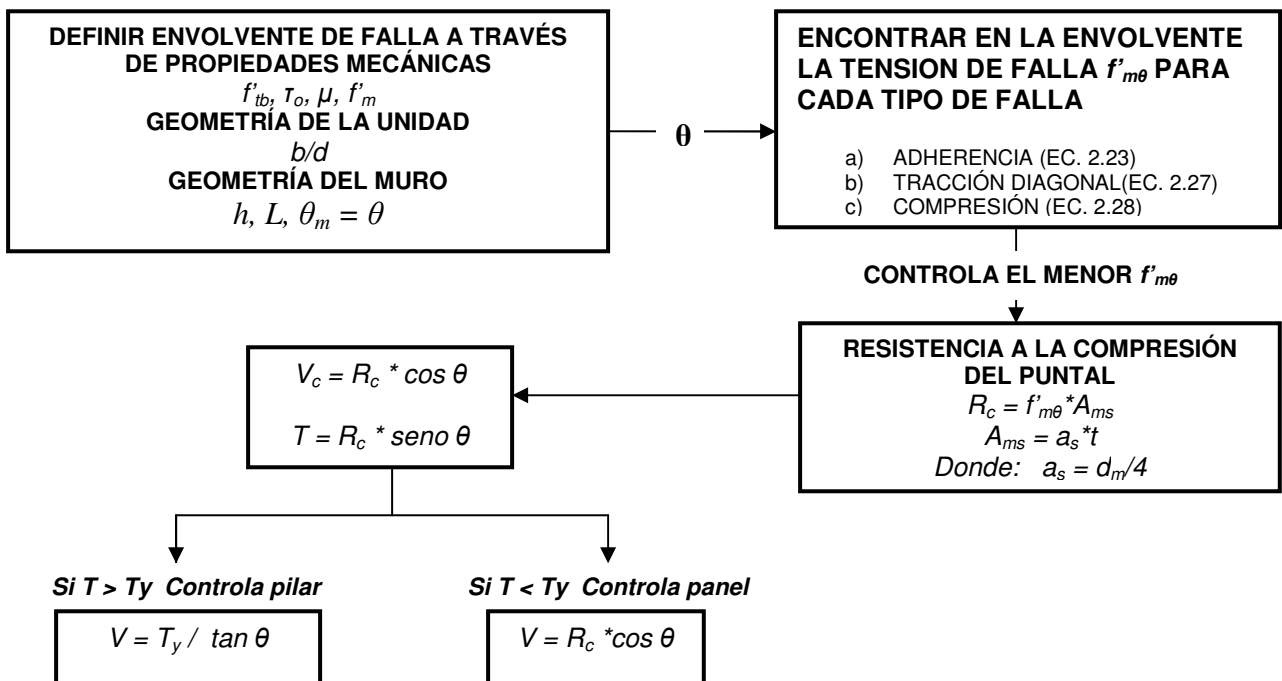 DEFINIR ENVOLVENTE DE FALLA A TRAVÉS
DE PROPIEDADES MECÁNICAS
f'tb, τo, μ, f'm
GEOMETRÍA DE LA UNIDAD
b/d
GEOMETRÍA DEL MURO
h, L, θm = θ
θ
ENCONTRAR EN LA ENVOLVENTE
LA TENSION DE FALLA f'mθ PARA
CADA TIPO DE FALLA
a) ADHERENCIA (EC. 2.23)
b) TRACCIÓN DIAGONAL(EC. 2.27)
c) COMPRESIÓN (EC. 2.28)
CONTROLA EL MENOR f'mθ
RESISTENCIA A LA COMPRESIÓN
DEL PUNTAL
Rc = f'mθ*Ams
Ams = as*t
Donde: as = dm/4
Vc = Rc * cos θ
T = Rc * seno θ
Si T > Ty Controla pilar
V = Ty / tan θ
Si T < Ty Controla panel
V = Rc *cos θ